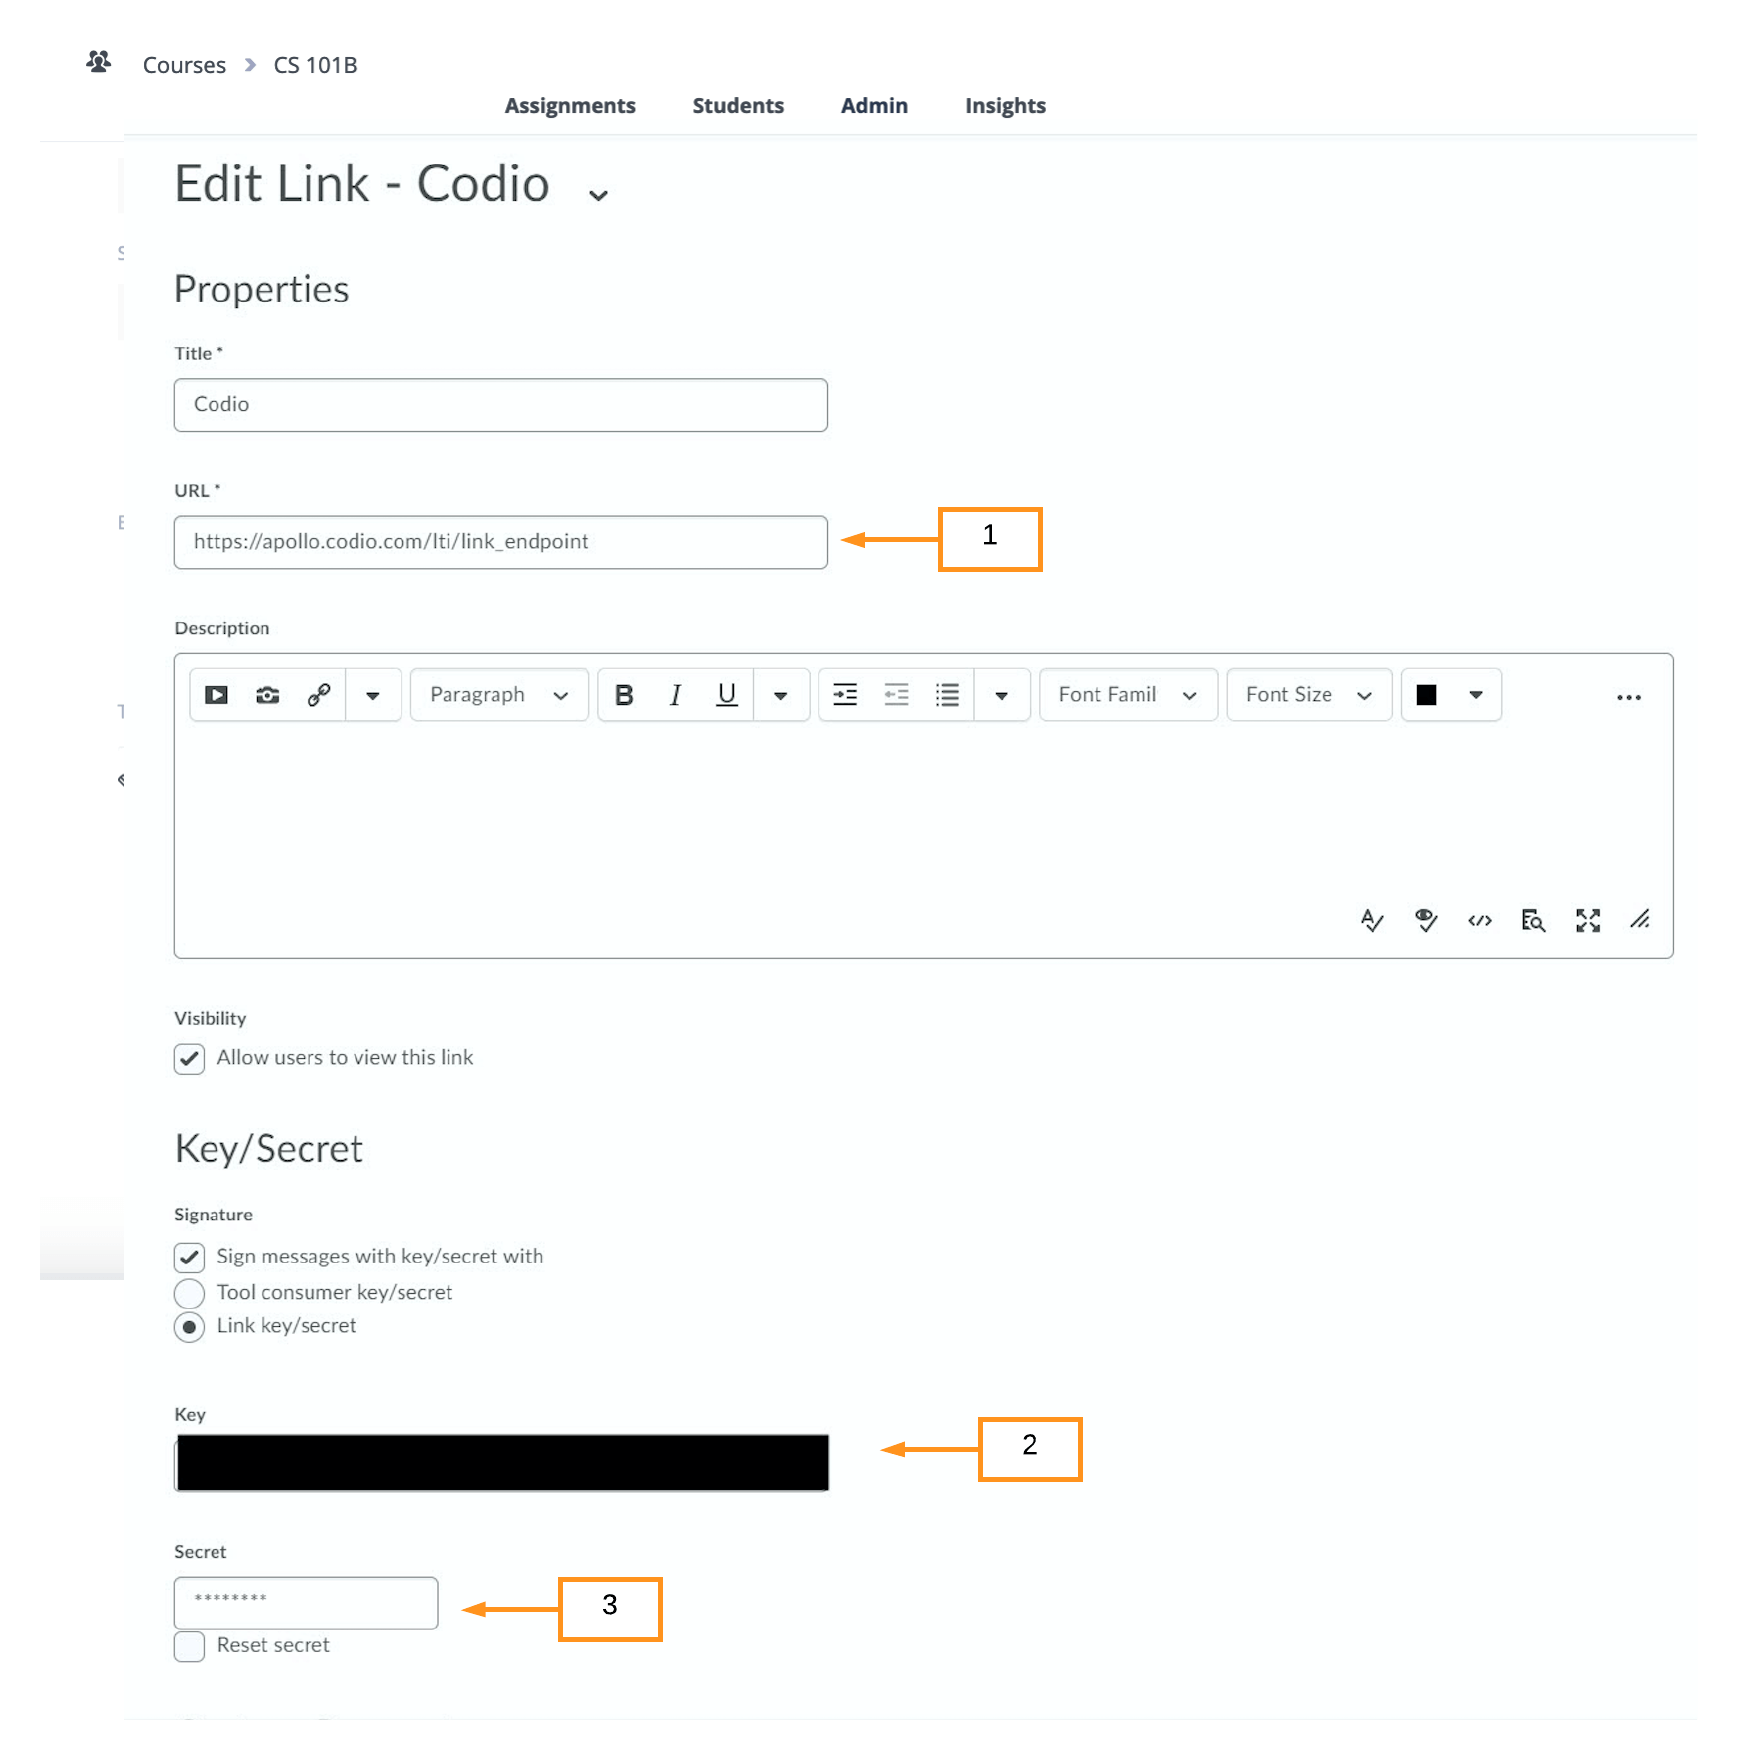 Courses > CS 101B
Assignments Students Admin Insights
Edit Link - Codio
Properties
Title *
Codio
URL *
https://apollo.codio.com/lti/link_endpoint
1
Description
Paragraph B I U Font Famil Font Size ...
Visibility
Allow users to view this link
Key/Secret
Signature
Sign messages with key/secret with
Tool consumer key/secret
Link key/secret
Key
2
Secret
********
3
Reset secret